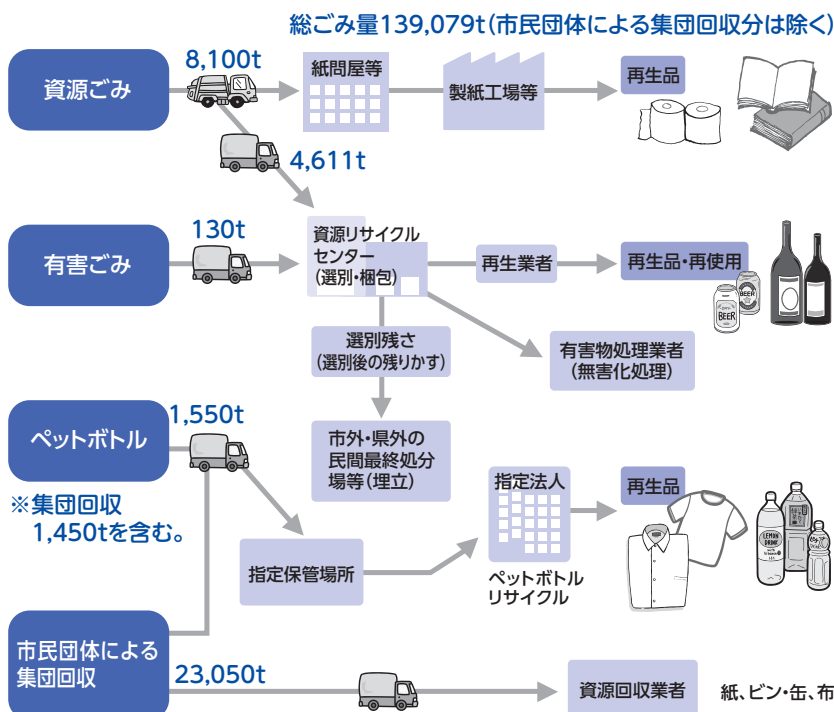 総ごみ量139,079t(市民団体による集団回収分は除く)
資源ごみ
8,100t
紙問屋等
製紙工場等
再生品
4,611t
有害ごみ
130t
資源リサイクル
センター
(選別・梱包)
再生業者
再生品・再使用
BEER
BEER
選別残さ
(選別後の残りかす)
有害物処理業者
(無害化処理)
ペットボトル
1,550t
※集団回収
1,450tを含む。
市外・県外の
民間最終処分
場等(埋立)
指定法人
再生品
LEMON
DRINK
指定保管場所
ペットボトル
リサイクル
市民団体による
集団回収
23,050t
資源回収業者
紙、ビン・缶、布